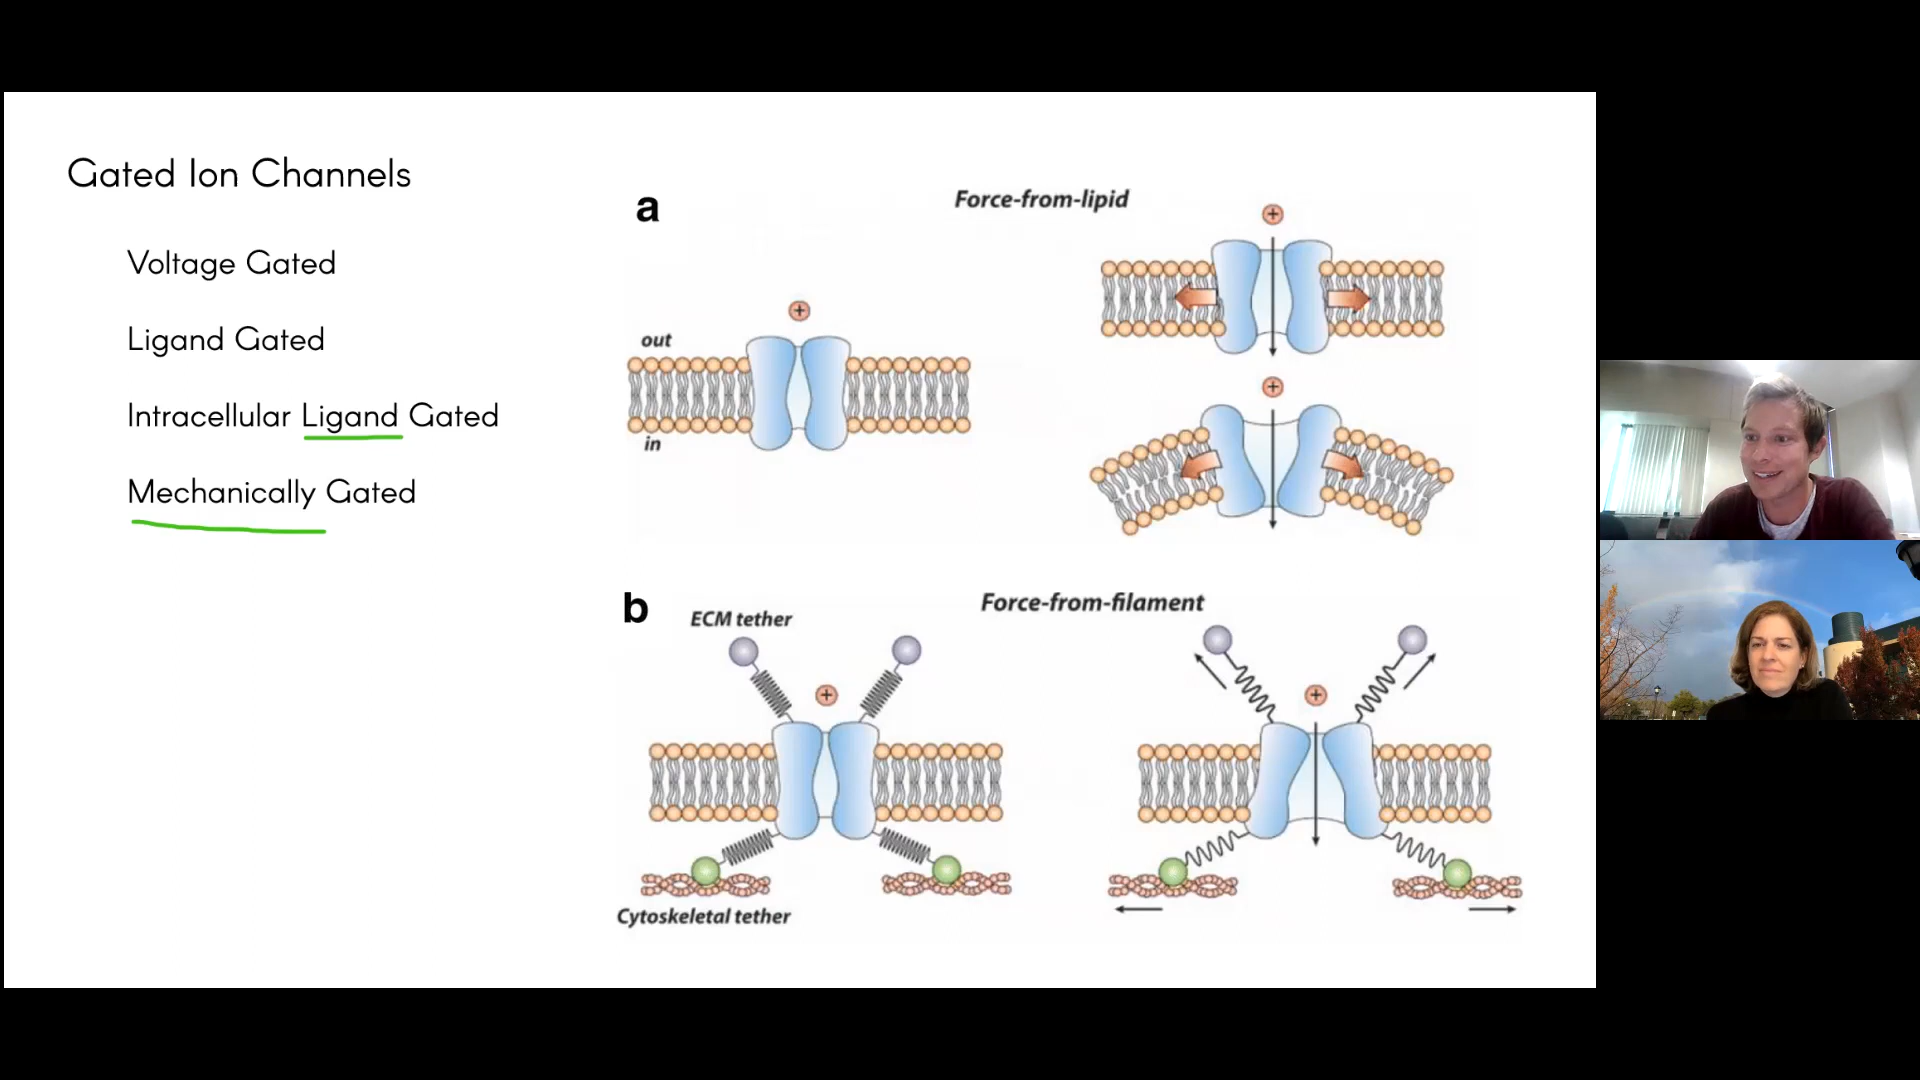 Gated Ion Channels
Voltage Gated
Ligand Gated
Intracellular Ligand Gated
Mechanically Gated
a
Force-from-lipid
+
+
out
in
+
b
Force-from-filament
ECM tether
+
+
Cytoskeletal tether